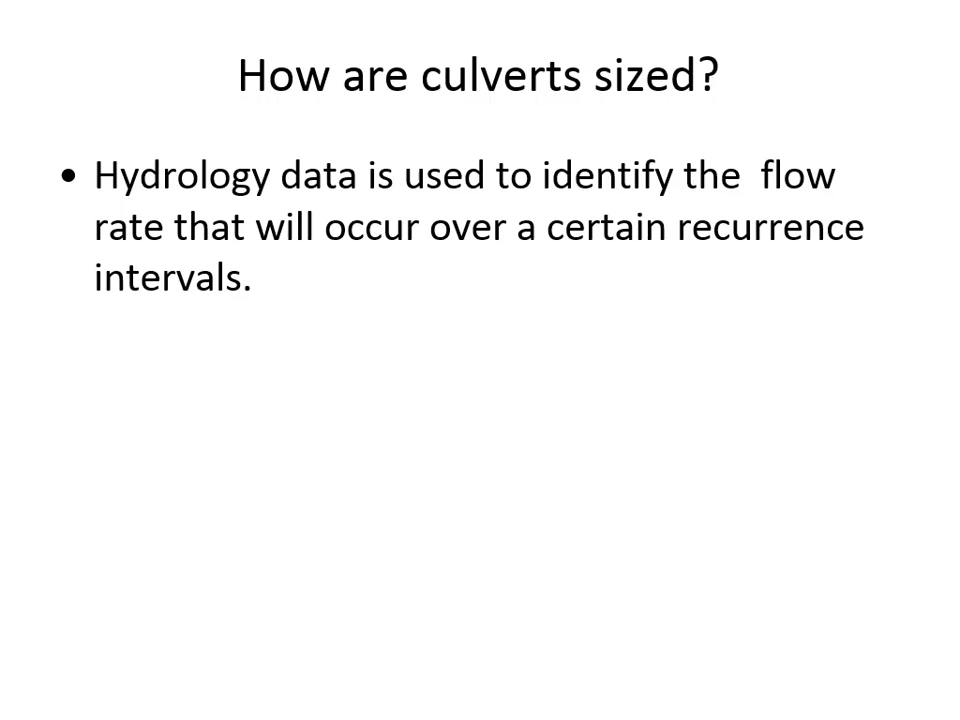 How are culverts sized?
• Hydrology data is used to identify the  flow
rate that will occur over a certain recurrence
intervals.